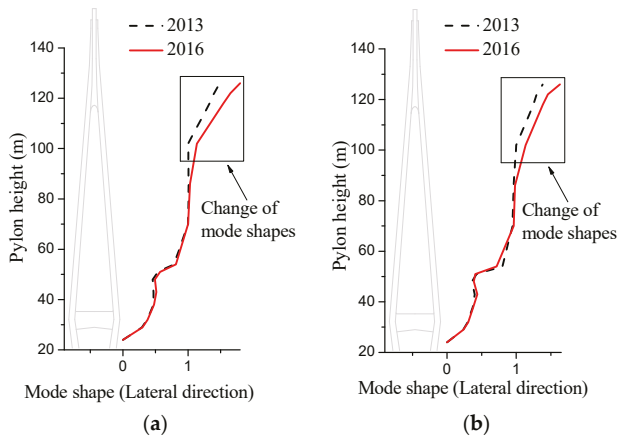 2013
2016
140
120
100
80
60
40
20
Pylon height (m)
Change of
mode shapes
0
1
Mode shape (Lateral direction)
(a)
2013
2016
140
120
100
80
60
40
20
Pylon height (m)
Change of
mode shapes
0
1
Mode shape (Lateral direction)
(b)